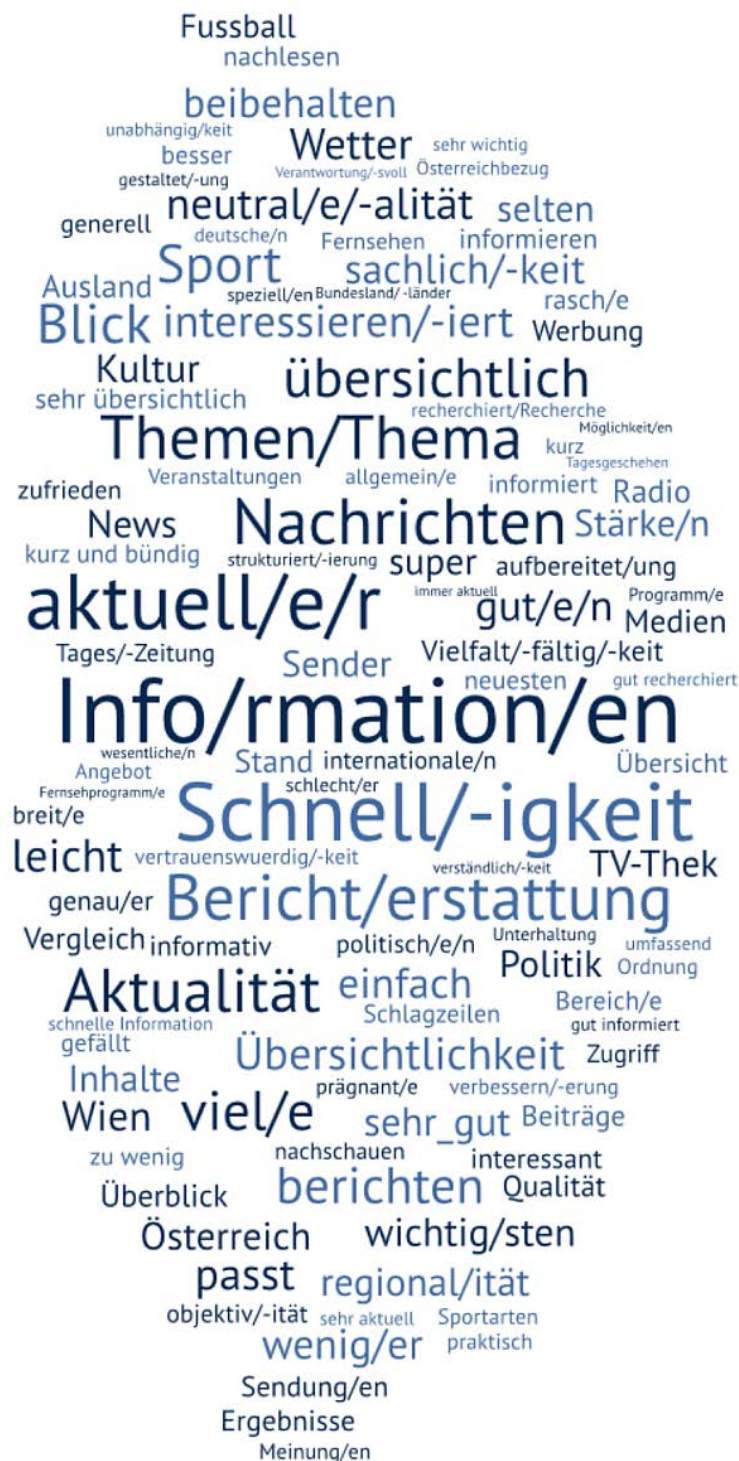 Fussball
nachlesen
beibehalten
unabhängig/keit
Wetter
sehr wichtig
besser
Verantwortung/-svoll
Österreichbezug
gestaltet/-ung
neutral/e/-alität
selten
generell
deutsche/n
Fernsehen
informieren
Sport
sachlich/-keit
Ausland
speziell/en
Bundesland/-länder
rasch/e
Blick
interessieren/-iert
Werbung
Kultur
übersichtlich
sehr übersichtlich
recherchiert/Recherche
Themen/Thema
Möglichkeit/en
kurz
Tagesgeschehen
Veranstaltungen
allgemein/e
informiert
Radio
zufrieden
News
Nachrichten
Stärke/n
kurz und bündig
strukturiert/-ierung
super
aufbereitet/ung
aktuell/e/r
immer aktuell
gut/e/n
Programm/e
Medien
Tages/-Zeitung
Sender
Vielfalt/-fältig/-keit
neuesten
gut recherchiert
Info/rmation/en
wesentliche/n
Angebot
Stand
internationale/n
Übersicht
Fernsehprogramm/e
schlecht/er
breit/e
Schnell/-igkeit
leicht
vertrauenswuerdig/-keit
verständlich/-keit
TV-Thek
genau/er
Bericht/erstattung
Vergleich
informativ
politisch/e/n
Unterhaltung
umfassend
Aktualität
einfach
Politik
Ordnung
Schlagzeilen
Bereich/e
schnelle Information
gut informiert
gefällt
Übersichtlichkeit
Zugriff
Inhalte
prägnant/e
verbessern/-erung
Wien
viel/e
sehr_gut
Beiträge
zu wenig
nachschauen
interessant
Überblick
berichten
Qualität
Österreich
wichtig/sten
passt
regional/ität
objektiv/-ität
sehr aktuell
Sportarten
wenig/er
praktisch
Sendung/en
Ergebnisse
Meinung/en